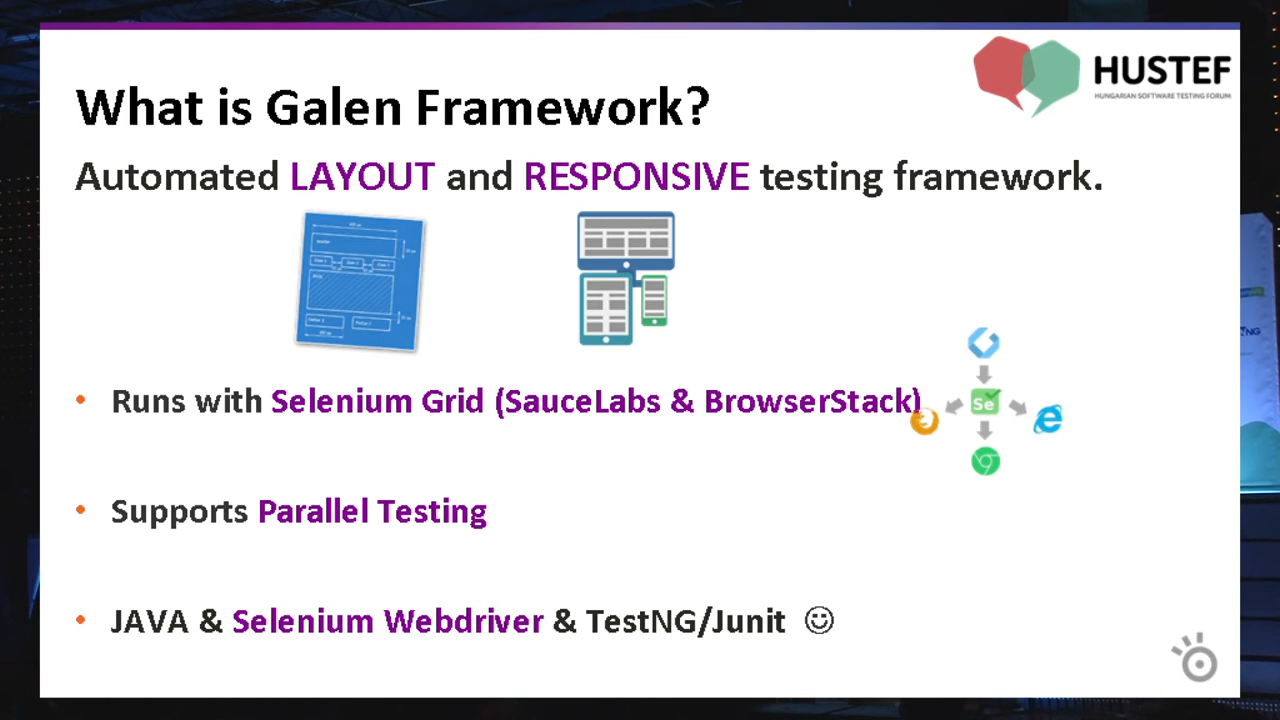 HUSTEF
HUNGARIAN SOFTWARE TESTING FORUM
What is Galen Framework?
Automated LAYOUT and RESPONSIVE testing framework.
• Runs with Selenium Grid (SauceLabs & BrowserStack)
Se
• Supports Parallel Testing
• JAVA & Selenium Webdriver & TestNG/Junit ☺